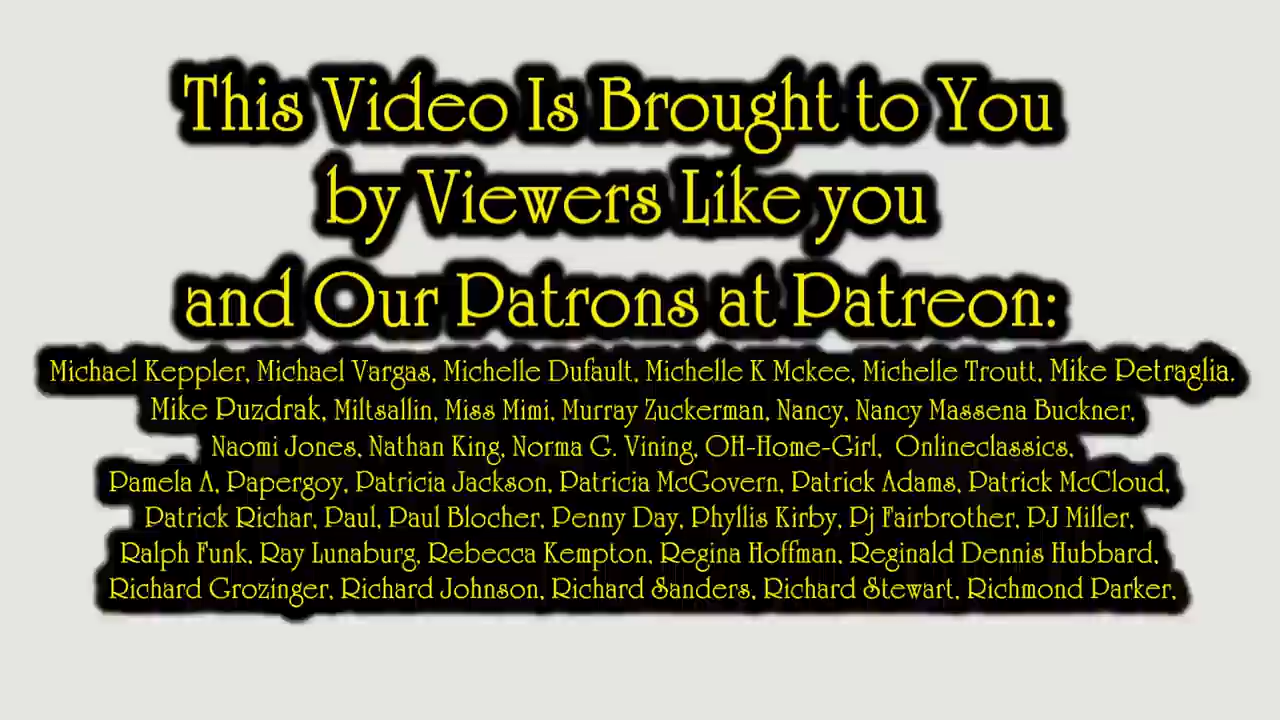 This Video Is Brought to You
by Viewers Like you
and Our Patrons at Patreon:
Michael Keppler, Michael Vargas, Michelle Dufault, Michelle K Mckee, Michelle Troutt, Mike Petraglia,
Mike Puzdrak, Miltsallin, Miss Mimi, Murray Zuckerman, Nancy, Nancy Massena Buckner,
Naomi Jones, Nathan King, Norma G. Vining, OH-Home-Girl, Onlineclassics,
Pamela A, Papergoy, Patricia Jackson, Patricia McGovern, Patrick Adams, Patrick McCloud,
Patrick Richar, Paul, Paul Blocher, Penny Day, Phyllis Kirby, Pj Fairbrother, PJ Miller,
Ralph Funk, Ray Lunaburg, Rebecca Kempton, Regina Hoffman, Reginald Dennis Hubbard,
Richard Grozinger, Richard Johnson, Richard Sanders, Richard Stewart, Richmond Parker,